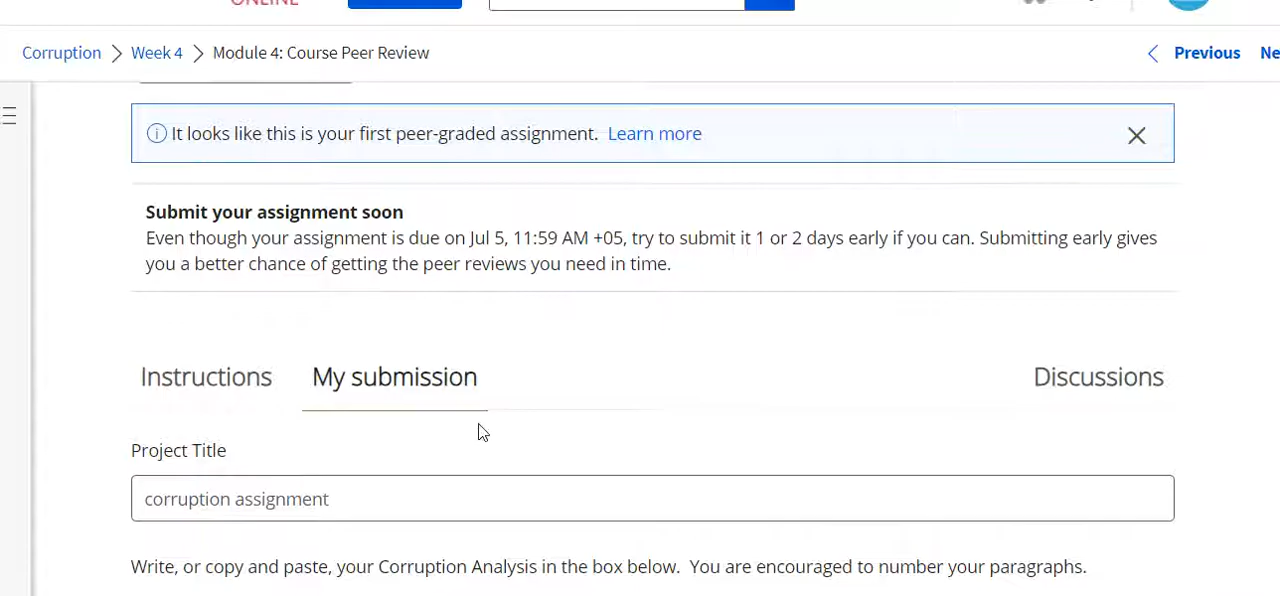 ONLINE
Corruption > Week 4 > Module 4: Course Peer Review
Previous Ne
It looks like this is your first peer-graded assignment. Learn more
Submit your assignment soon
Even though your assignment is due on Jul 5, 11:59 AM +05, try to submit it 1 or 2 days early if you can. Submitting early gives
you a better chance of getting the peer reviews you need in time.
Instructions My submission Discussions
Project Title
corruption assignment
Write, or copy and paste, your Corruption Analysis in the box below. You are encouraged to number your paragraphs.